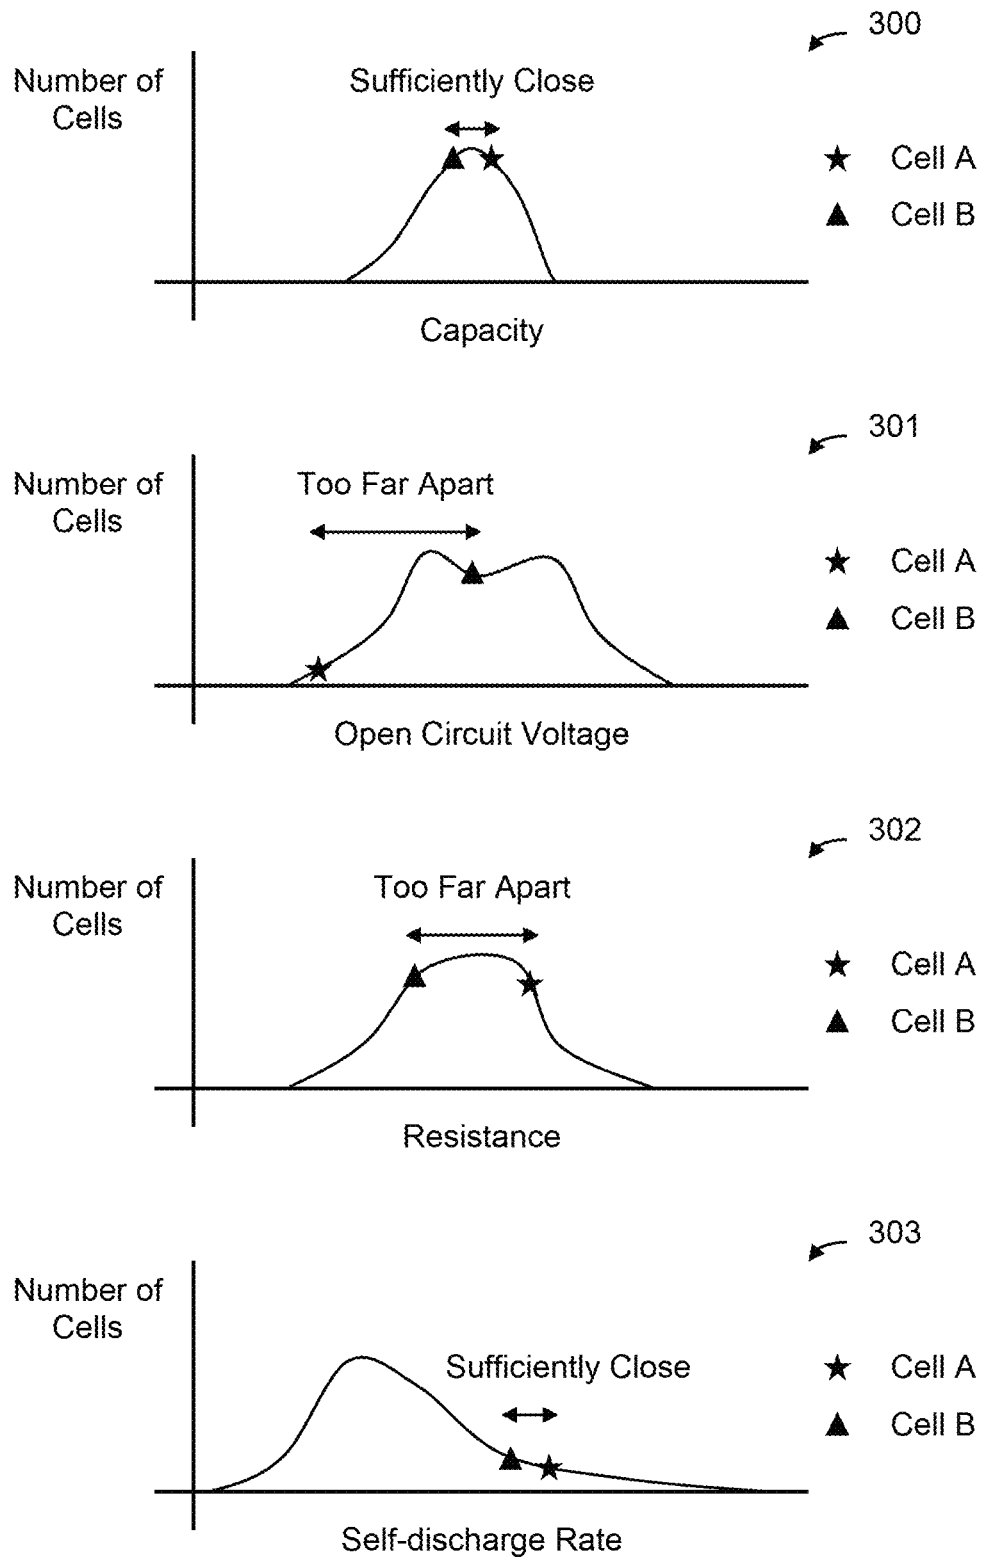 300
Number of
Cells
Sufficiently Close
Cell A
Cell B
Capacity
301
Number of
Cells
Too Far Apart
Cell A
Cell B
Open Circuit Voltage
302
Number of
Cells
Too Far Apart
Cell A
Cell B
Resistance
303
Number of
Cells
Sufficiently Close
Cell A
Cell B
Self-discharge Rate